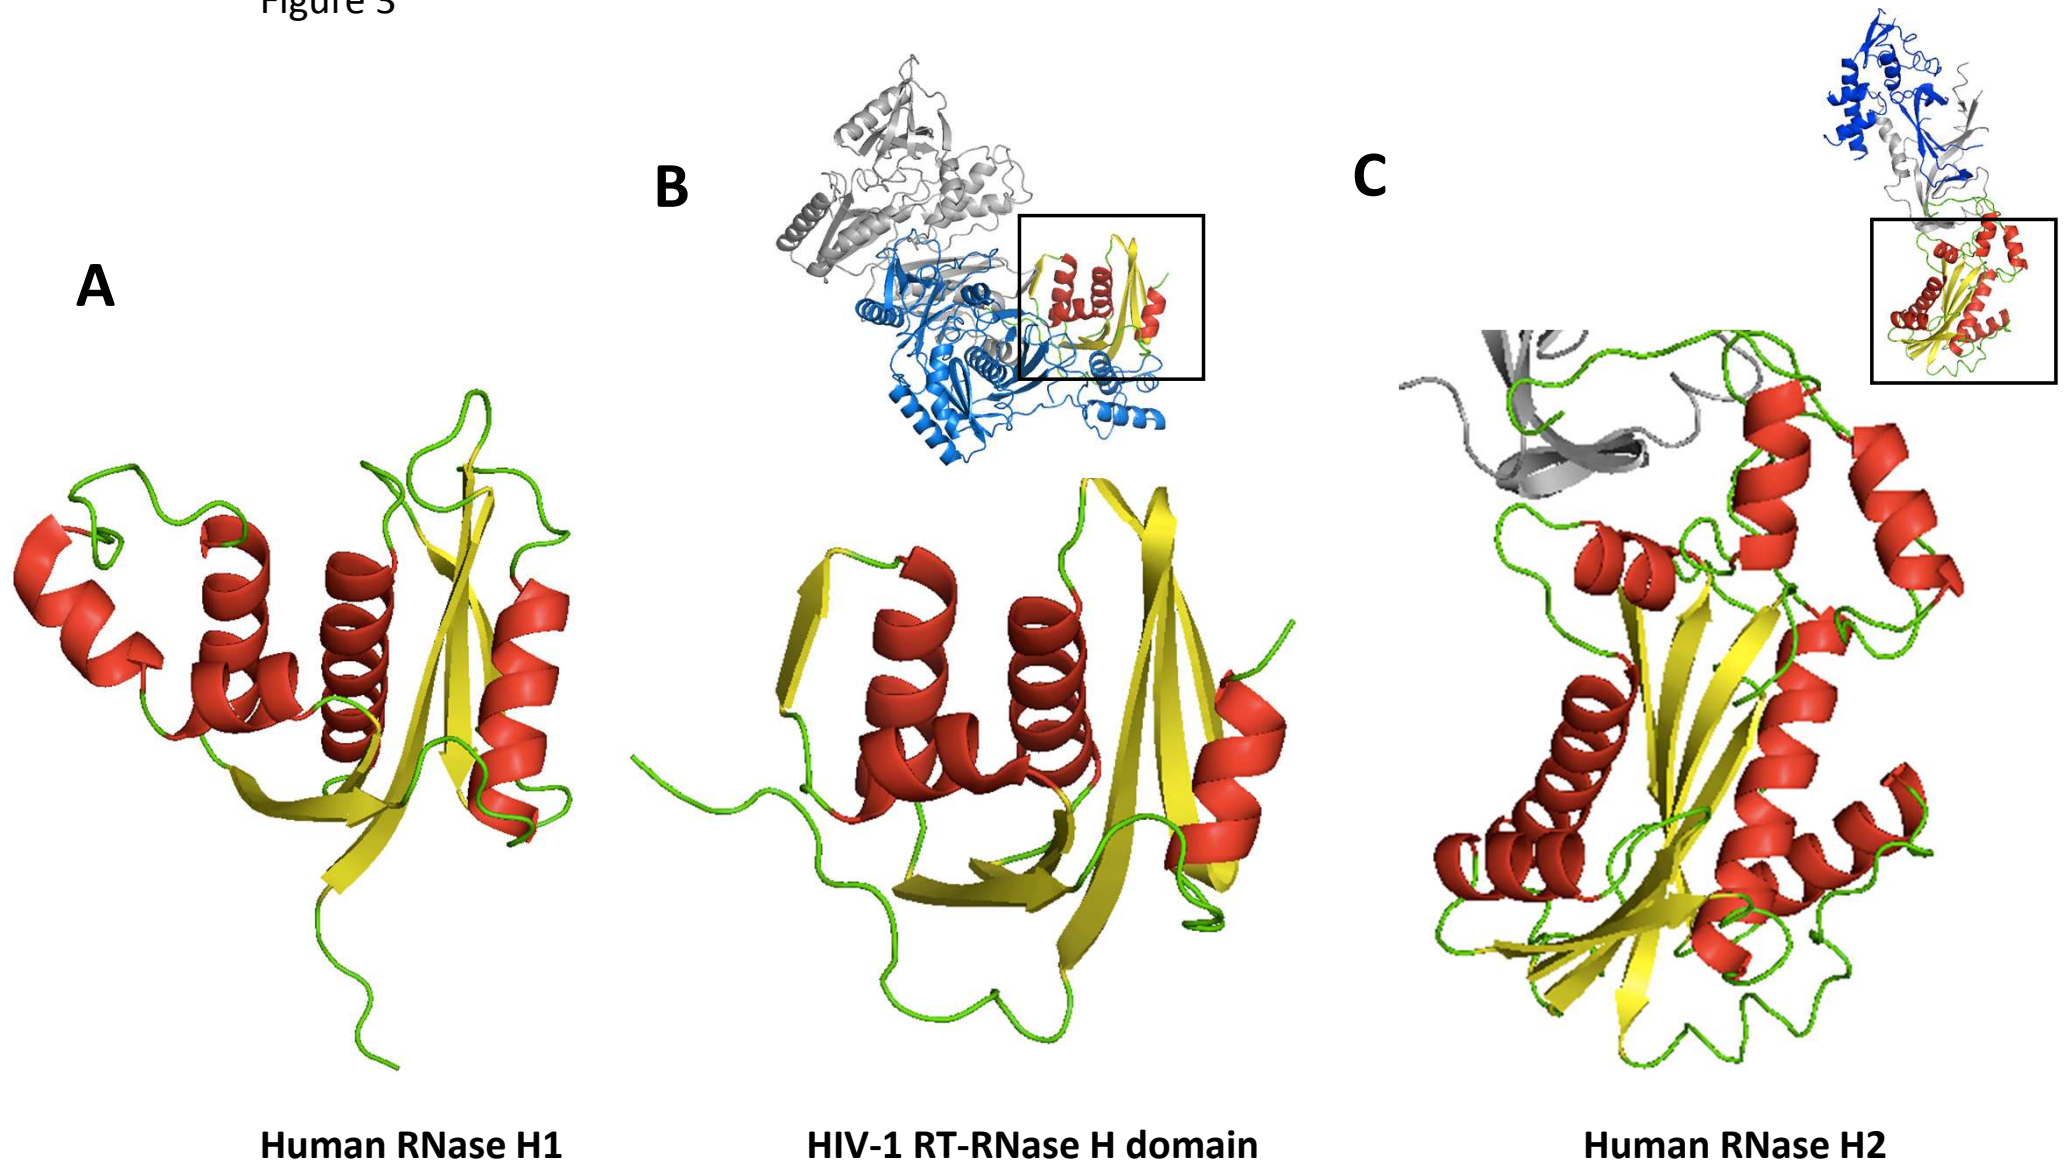 Figure 3
B
C
A
Human RNase H1
HIV-1 RT-RNase H domain
Human RNase H2